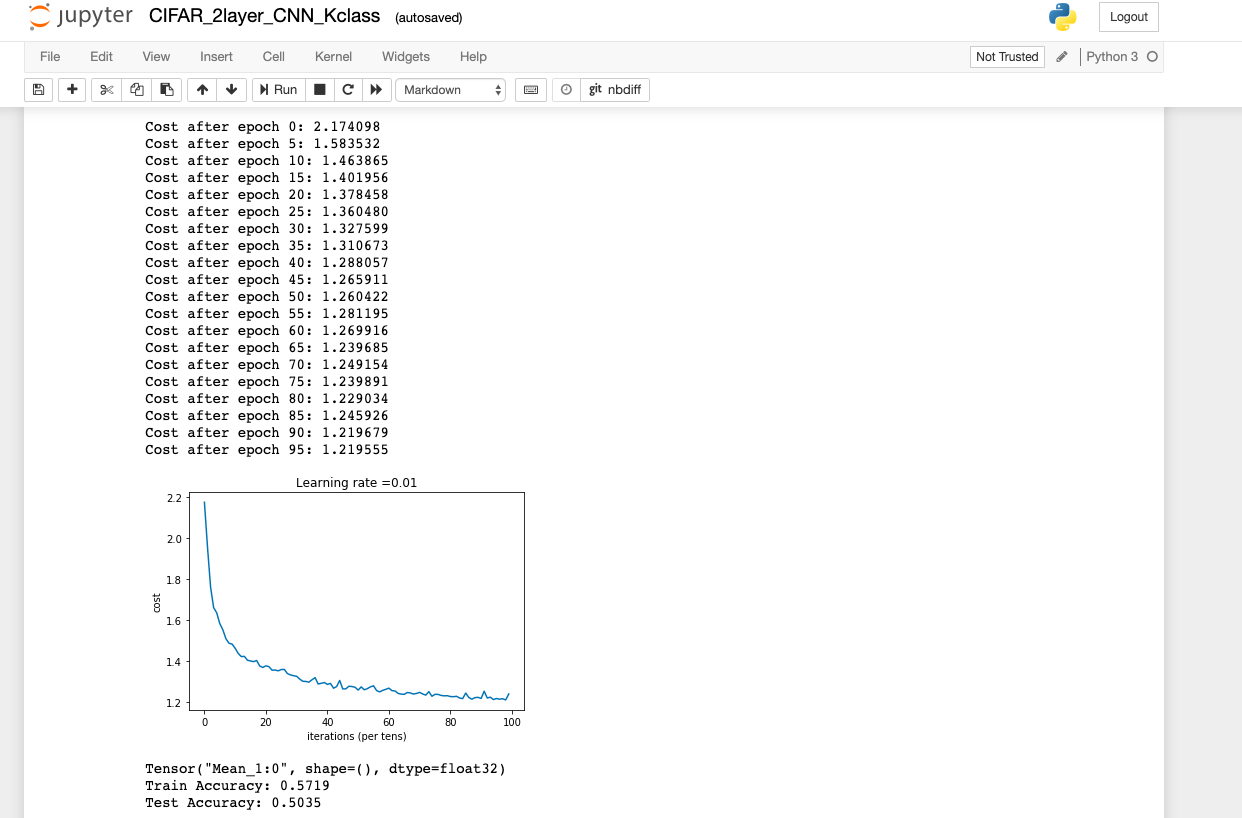 jupyter CIFAR_2layer_CNN_Kclass (autosaved) Logout
File Edit View Insert Cell Kernel Widgets Help Not Trusted Python 3
Run Markdown git nbdiff
Cost after epoch 0: 2.174098
Cost after epoch 5: 1.583532
Cost after epoch 10: 1.463865
Cost after epoch 15: 1.401956
Cost after epoch 20: 1.378458
Cost after epoch 25: 1.360480
Cost after epoch 30: 1.327599
Cost after epoch 35: 1.310673
Cost after epoch 40: 1.288057
Cost after epoch 45: 1.265911
Cost after epoch 50: 1.260422
Cost after epoch 55: 1.281195
Cost after epoch 60: 1.269916
Cost after epoch 65: 1.239685
Cost after epoch 70: 1.249154
Cost after epoch 75: 1.239891
Cost after epoch 80: 1.229034
Cost after epoch 85: 1.245926
Cost after epoch 90: 1.219679
Cost after epoch 95: 1.219555
Learning rate =0.01
2.2
2.0
1.8
1.6
1.4
1.2
cost
0 20 40 60 80 100
iterations (per tens)
Tensor("Mean_1:0", shape=(), dtype=float32)
Train Accuracy: 0.5719
Test Accuracy: 0.5035